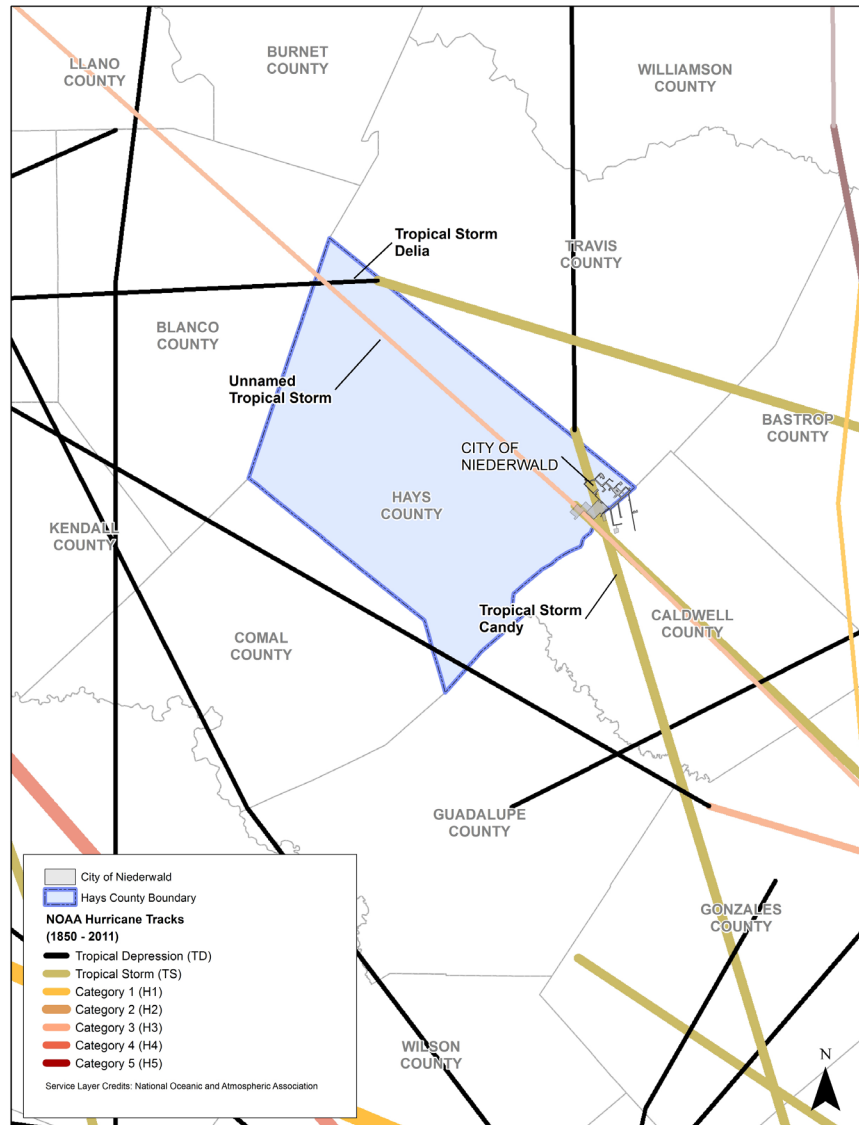 LLANO
COUNTY
BURNET
COUNTY
WILLIAMSON
COUNTY
Tropical Storm
Delia
TRAVIS
COUNTY
BLANCO
COUNTY
Unnamed
Tropical Storm
BASTROP
COUNTY
CITY OF
NIEDERWALD
HAYS
COUNTY
KENDALL
COUNTY
Tropical Storm
Candy
CALDWELL
COUNTY
COMAL
COUNTY
GUADALUPE
COUNTY
GONZALES
COUNTY
WILSON
COUNTY
City of Niederwald
Hays County Boundary
NOAA Hurricane Tracks
(1850 - 2011)
Tropical Depression (TD)
Tropical Storm (TS)
Category 1 (H1)
Category 2 (H2)
Category 3 (H3)
Category 4 (H4)
Category 5 (H5)
Service Layer Credits: National Oceanic and Atmospheric Association
N